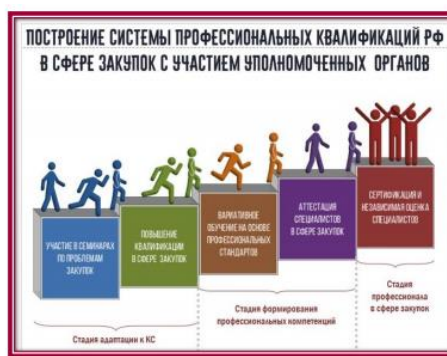 ПОСТРОЕНИЕ СИСТЕМЫ ПРОФЕССИОНАЛЬНЫХ КВАЛИФИКАЦИЙ РФ
В СФЕРЕ ЗАКУПОК С УЧАСТИЕМ УПОЛНОМОЧЕННЫХ ОРГАНОВ
УЧАСТИЕ В СЕМИНАРАХ
ПО ПРОБЛЕМАМ
ЗАКУПОК
ПОВЫШЕНИЕ
КВАЛИФИКАЦИИ
В СФЕРЕ ЗАКУПОК
ВАРИАТИВНОЕ
ОБУЧЕНИЕ НА ОСНОВЕ
ПРОФЕССИОНАЛЬНЫХ
СТАНДАРТОВ
АТТЕСТАЦИЯ
СПЕЦИАЛИСТОВ
В СФЕРЕ ЗАКУПОК
СЕРТИФИКАЦИЯ И
НЕЗАВИСИМАЯ ОЦЕНКА
СПЕЦИАЛИСТОВ
Стадия адаптации к КС
Стадия формирования
профессиональных компетенций
Стадия
профессионала
в сфере закупок